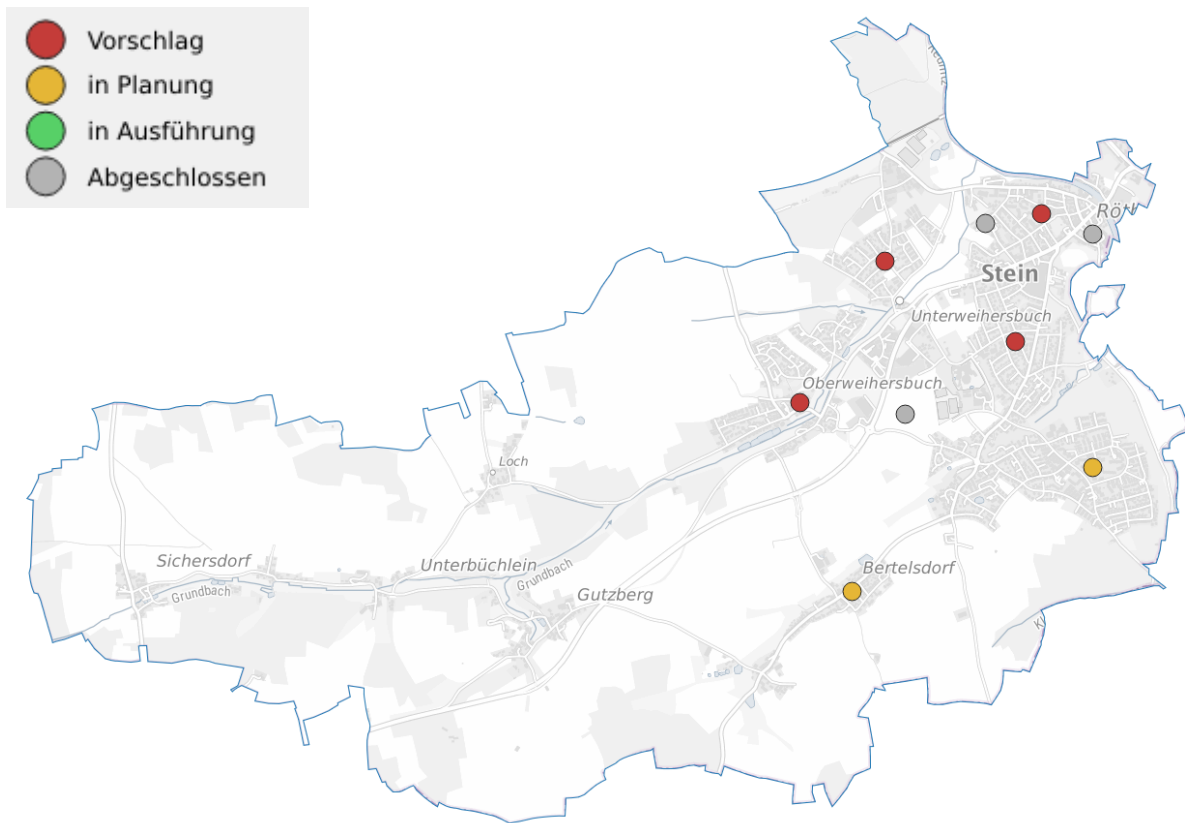 Vorschlag
in Planung
in Ausführung
Abgeschlossen
Stein
Unterweihersbuch
Oberweihersbuch
Loch
Sichersdorf
Unterbüchlein
Grundbach
Grundbach
Gutzberg
Bertelsdorf